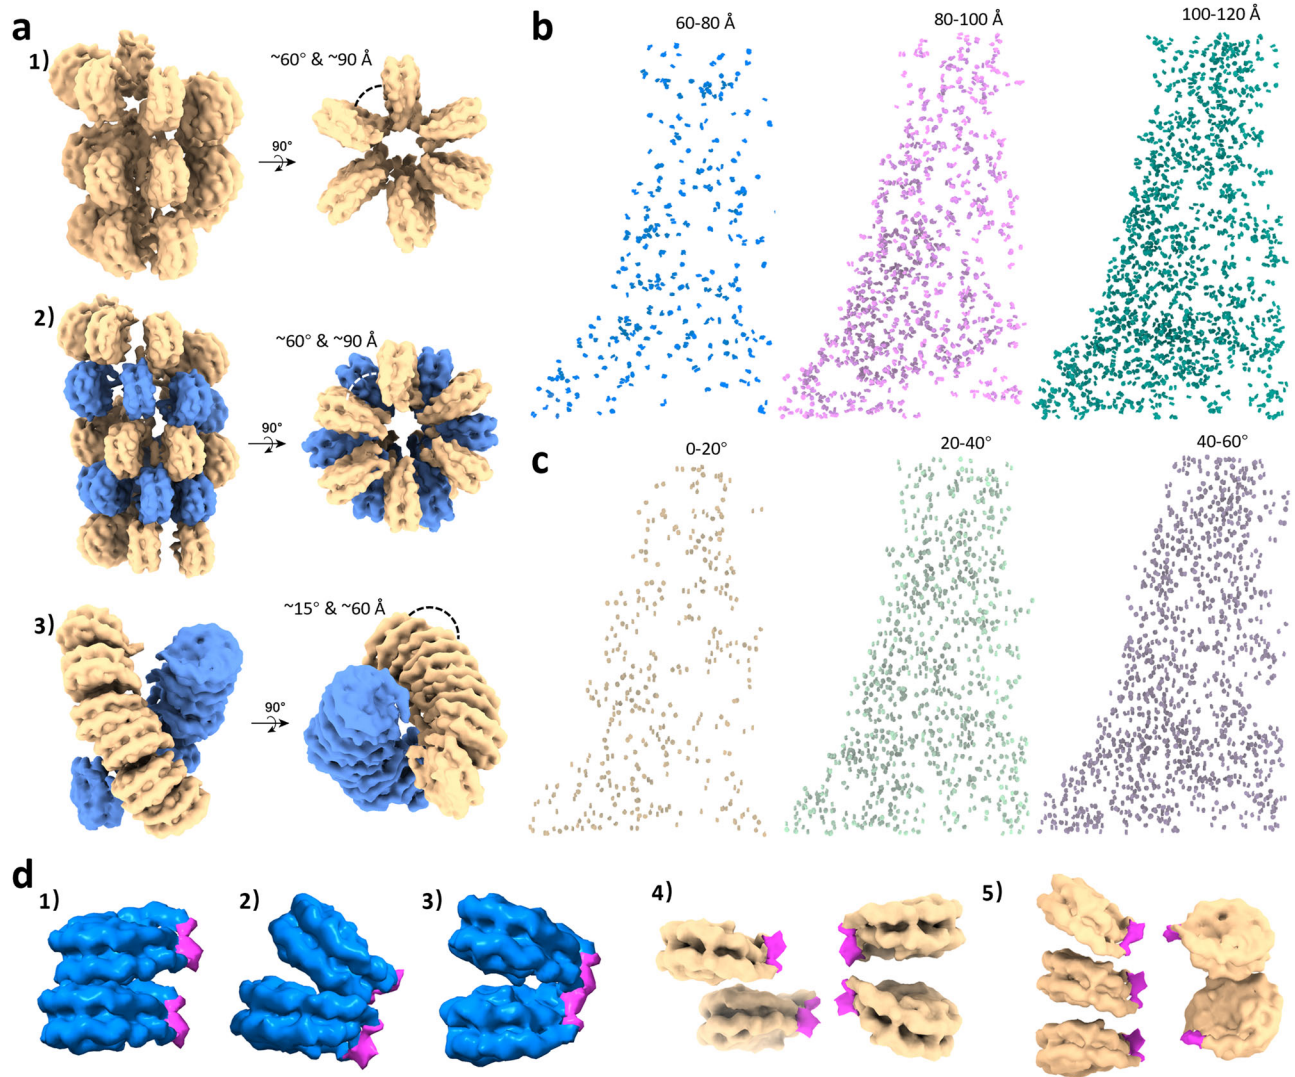 a
1)
~60° & ~90 Å
90°
2)
~60° & ~90 Å
90°
3)
~15° & ~60 Å
90°
b
60-80 Å
80-100 Å
100-120 Å
c
0-20°
20-40°
40-60°
d
1)
2)
3)
4)
5)